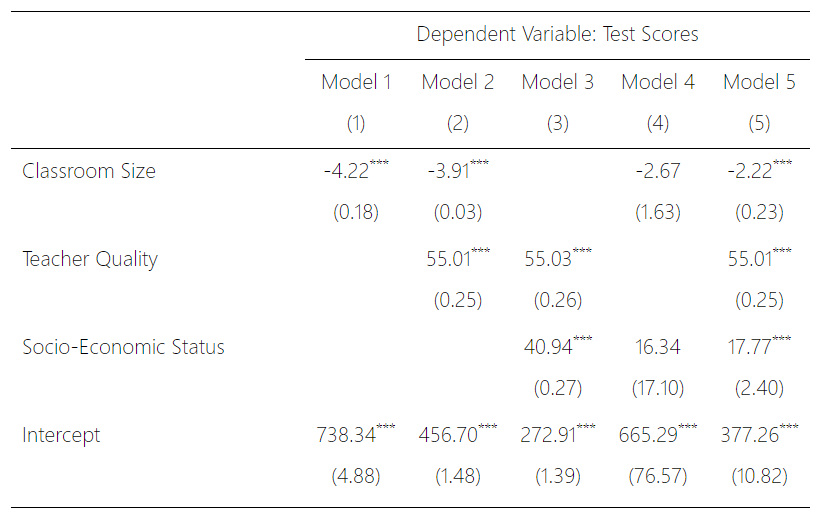 Dependent Variable: Test Scores
Model 1 Model 2 Model 3 Model 4 Model 5
(1) (2) (3) (4) (5)
Classroom Size -4.22*** -3.91*** -2.67 -2.22***
(0.18) (0.03) (1.63) (0.23)
Teacher Quality 55.01*** 55.03*** 55.01***
(0.25) (0.26) (0.25)
Socio-Economic Status 40.94*** 16.34 17.77***
(0.27) (17.10) (2.40)
Intercept 738.34*** 456.70*** 272.91*** 665.29*** 377.26***
(4.88) (1.48) (1.39) (76.57) (10.82)